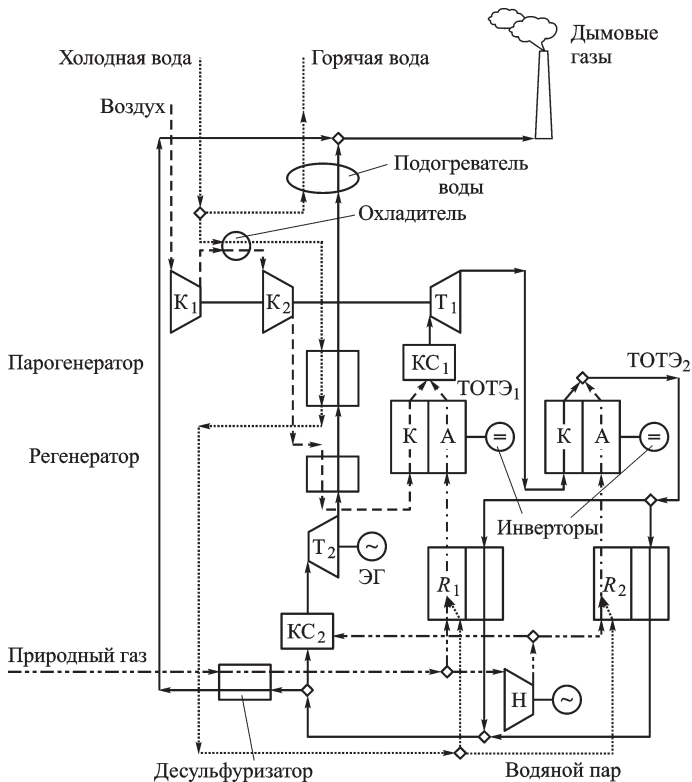 Холодная вода
Горячая вода
Дымовые
газы
Воздух
Подогреватель
воды
Охладитель
К1
К2
Т1
КС1
Парогенератор
ТОТЭ1
ТОТЭ2
К
А
=
К
А
=
Регенератор
Инверторы
Т2
~
ЭГ
R1
R2
КС2
Природный газ
Н
~
Десульфуризатор
Водяной пар